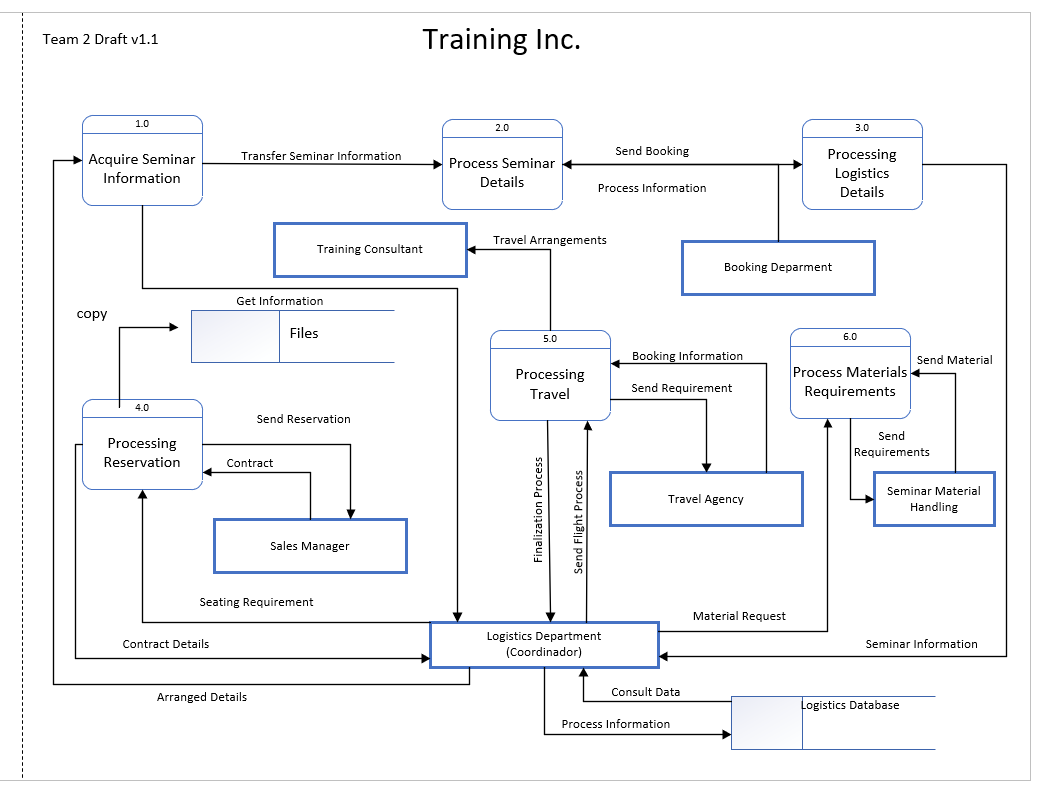 Team 2 Draft v1.1
Training Inc.
1.0
Acquire Seminar
Information
Transfer Seminar Information
2.0
Process Seminar
Details
Send Booking
Process Information
3.0
Processing
Logistics
Details
Training Consultant
Travel Arrangements
Booking Deparment
Get Information
copy
Files
5.0
Processing
Travel
Booking Information
Send Requirement
6.0
Process Materials
Requirements
Send Material
4.0
Processing
Reservation
Send Reservation
Contract
Send
Requirements
Finalization Process
Send Flight Process
Travel Agency
Seminar Material
Handling
Sales Manager
Seating Requirement
Logistics Department
(Coordinador)
Material Request
Contract Details
Seminar Information
Arranged Details
Consult Data
Logistics Database
Process Information